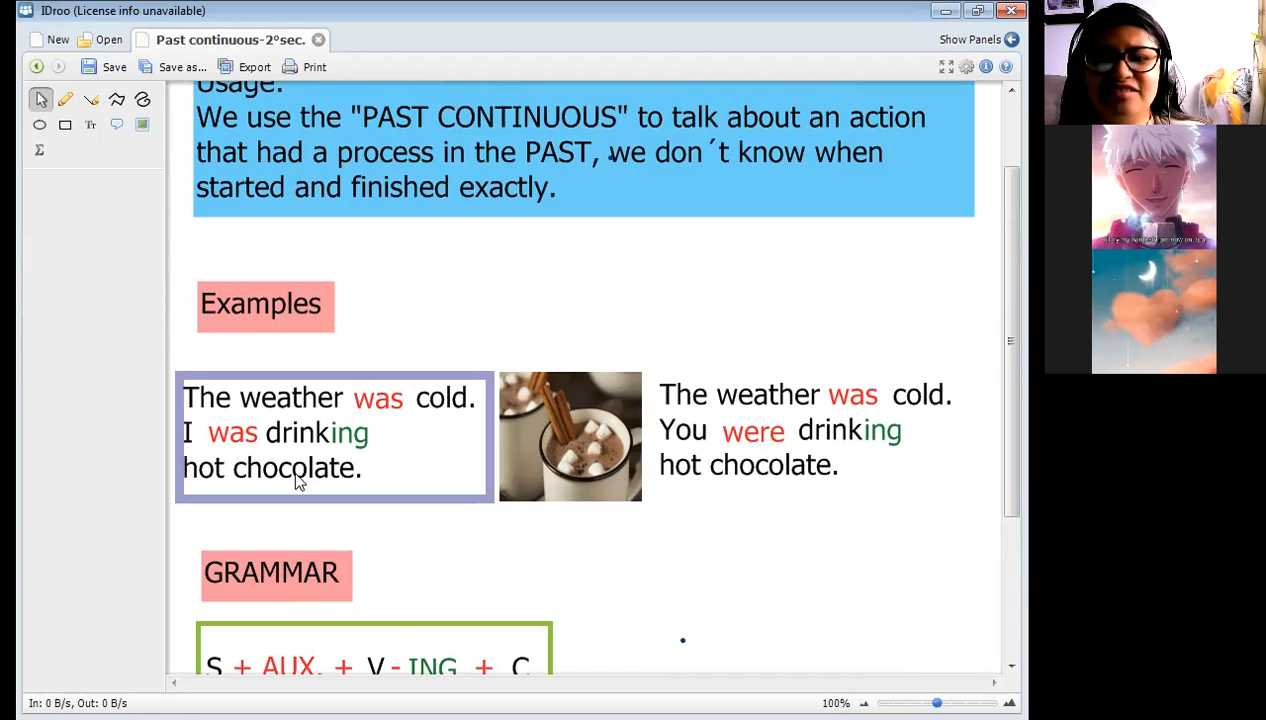 IDroo (License info unavailable)
New Open Past continuous-2°sec. Show Panels
Save Save as... Export Print
Usage:
We use the "PAST CONTINUOUS" to talk about an action
that had a process in the PAST, we don´t know when
started and finished exactly.
Examples
The weather was cold.
I was drinking
hot chocolate.
The weather was cold.
You were drinking
hot chocolate.
GRAMMAR
S + AUX. + V - ING + C
In: 0 B/s, Out: 0 B/s
100%